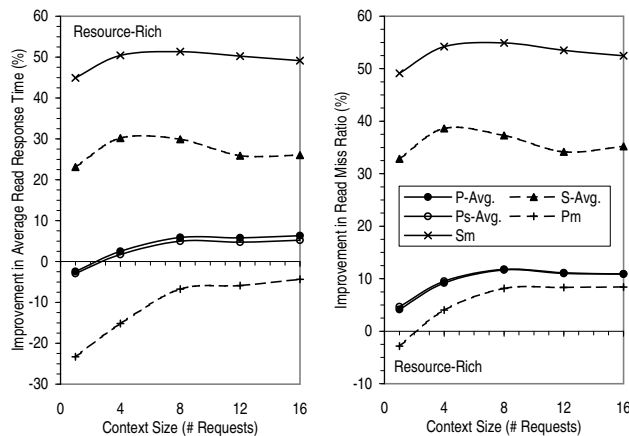 Resource-Rich
Improvement in Average Read Response Time (%)
60
50
40
30
20
10
0
-10
-20
-30
0
4
8
12
16
Context Size (# Requests)
Improvement in Read Miss Ratio (%)
60
50
40
30
20
10
0
-10
P-Avg.
S-Avg.
Ps-Avg.
Pm
Sm
Resource-Rich
0
4
8
12
16
Context Size (# Requests)